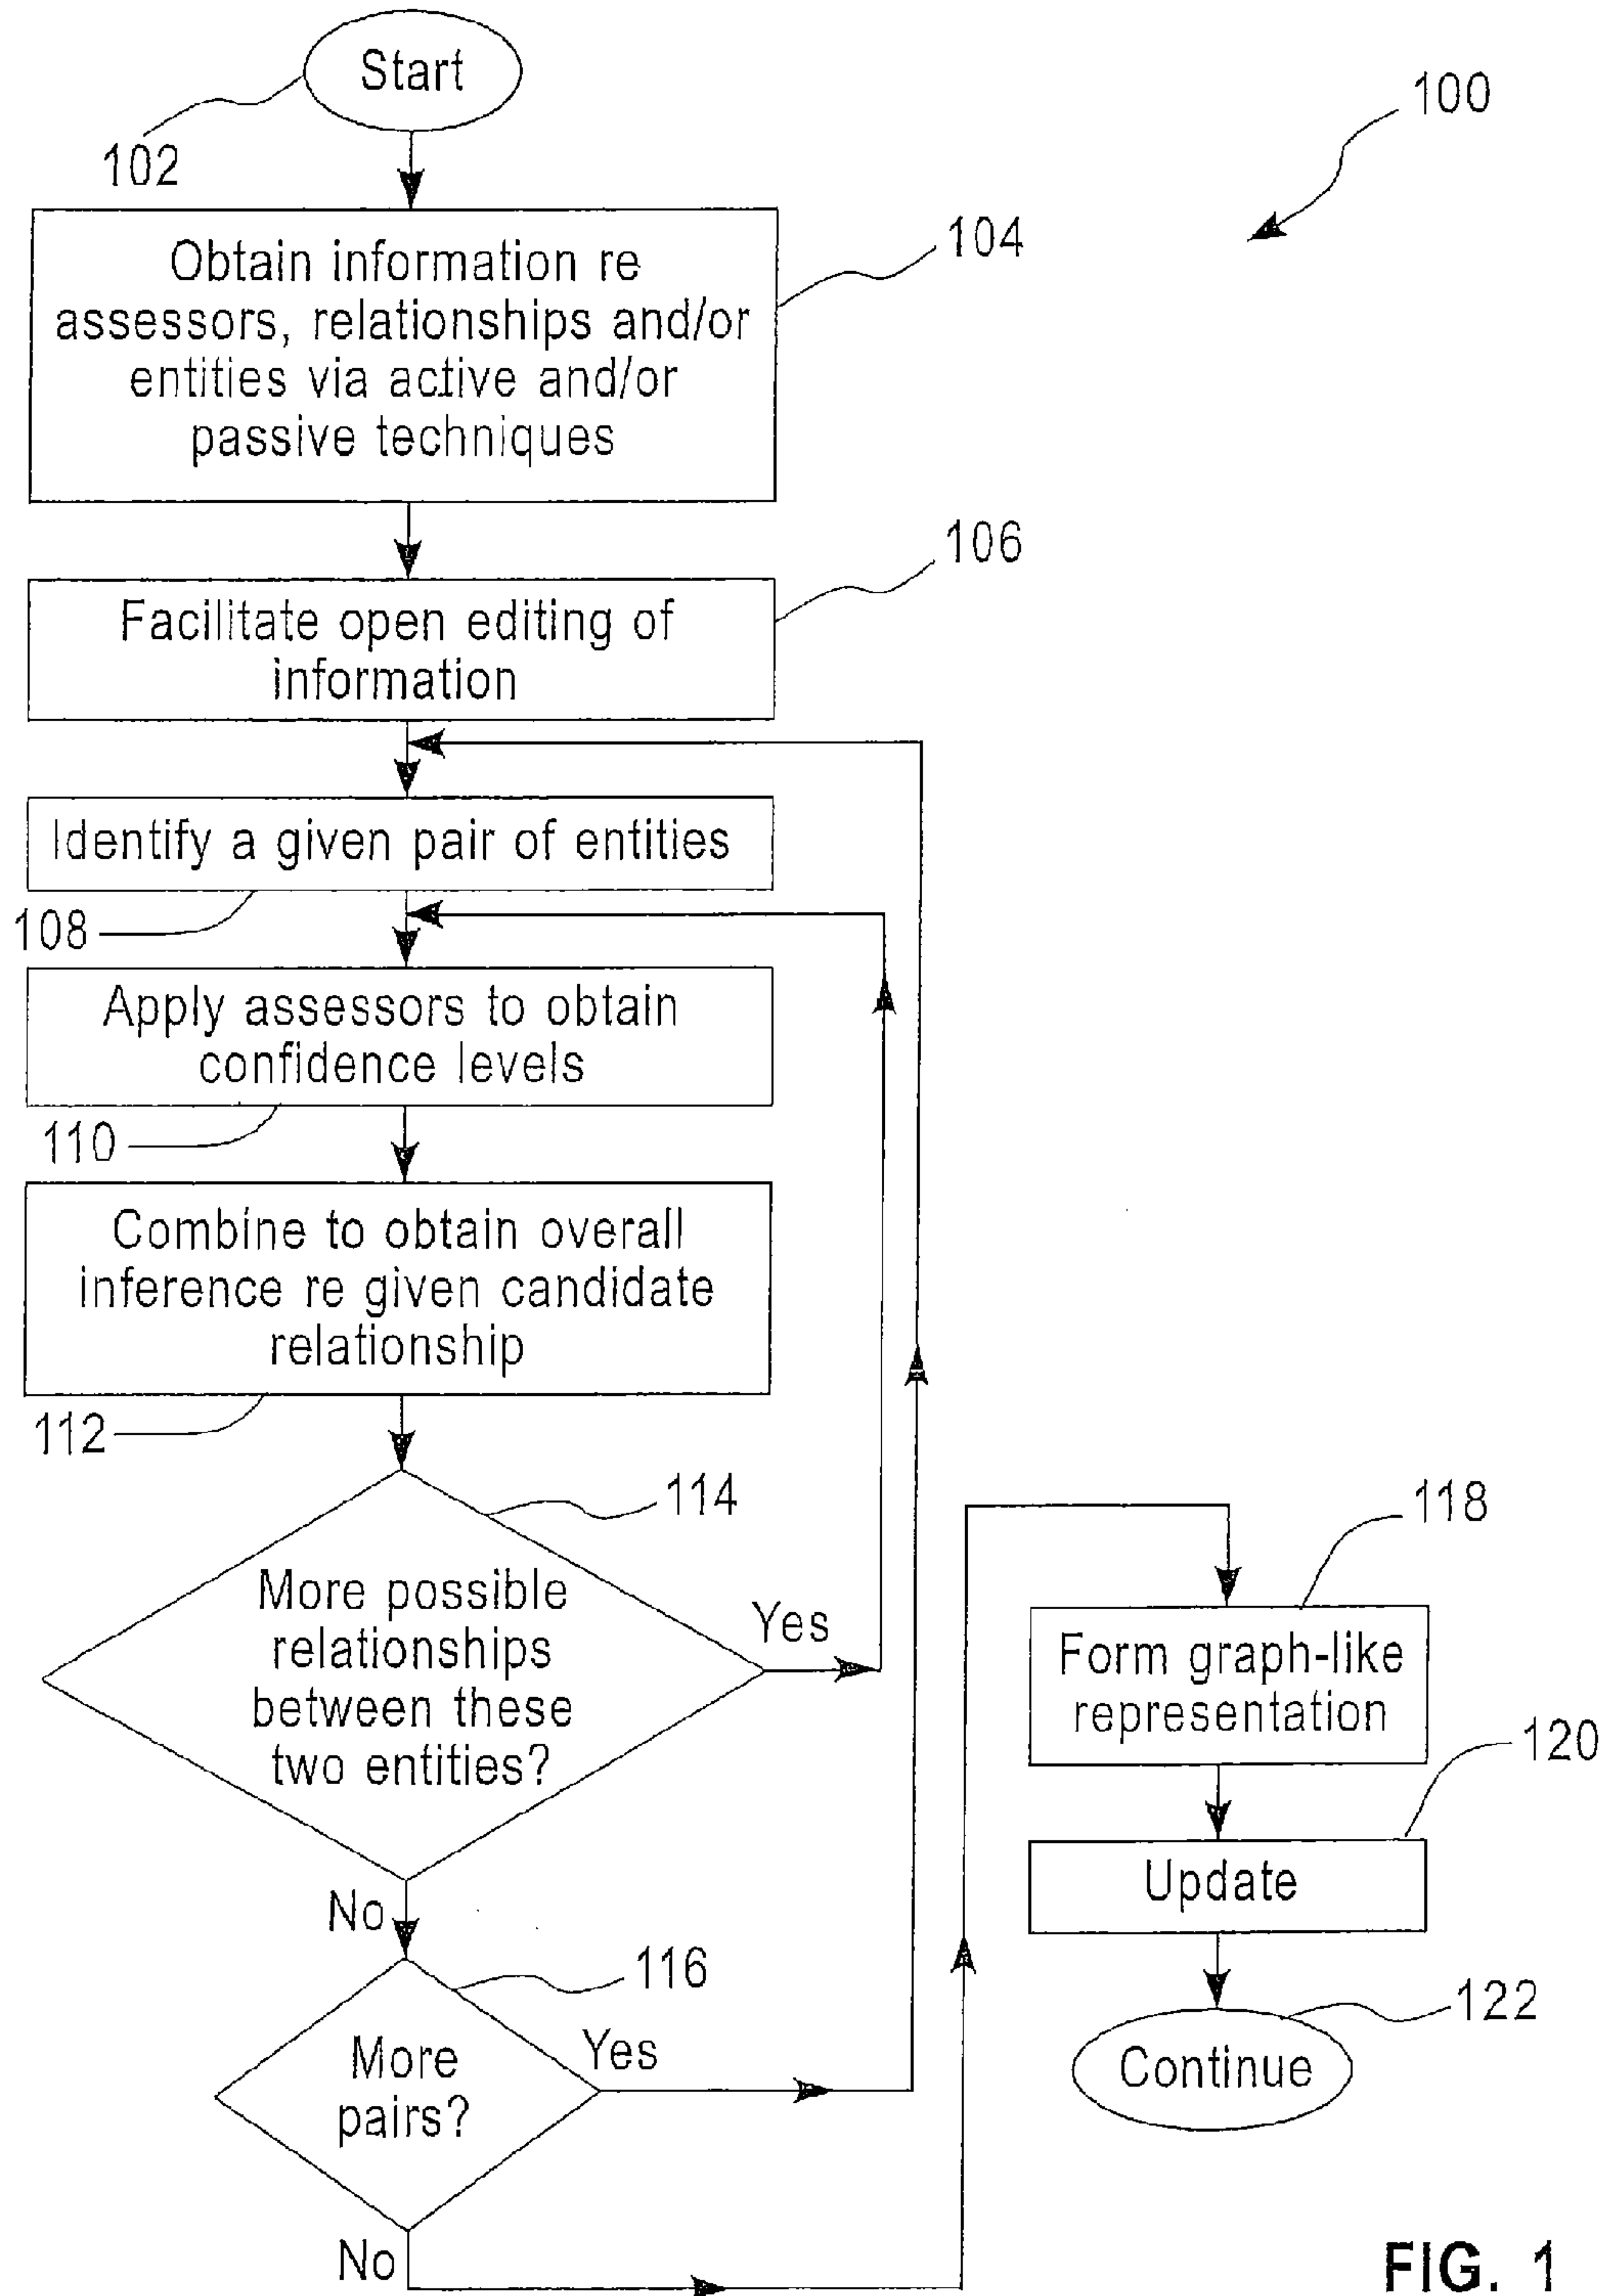 Start
100
102
Obtain information re
assessors, relationships and/or
entities via active and/or
passive techniques
104
Facilitate open editing of
information
106
Identify a given pair of entities
108
Apply assessors to obtain
confidence levels
110
Combine to obtain overall
inference re given candidate
relationship
112
114
More possible
relationships
between these
two entities?
Yes
No
116
More
pairs?
Yes
No
118
Form graph-like
representation
120
Update
122
Continue
FIG. 1